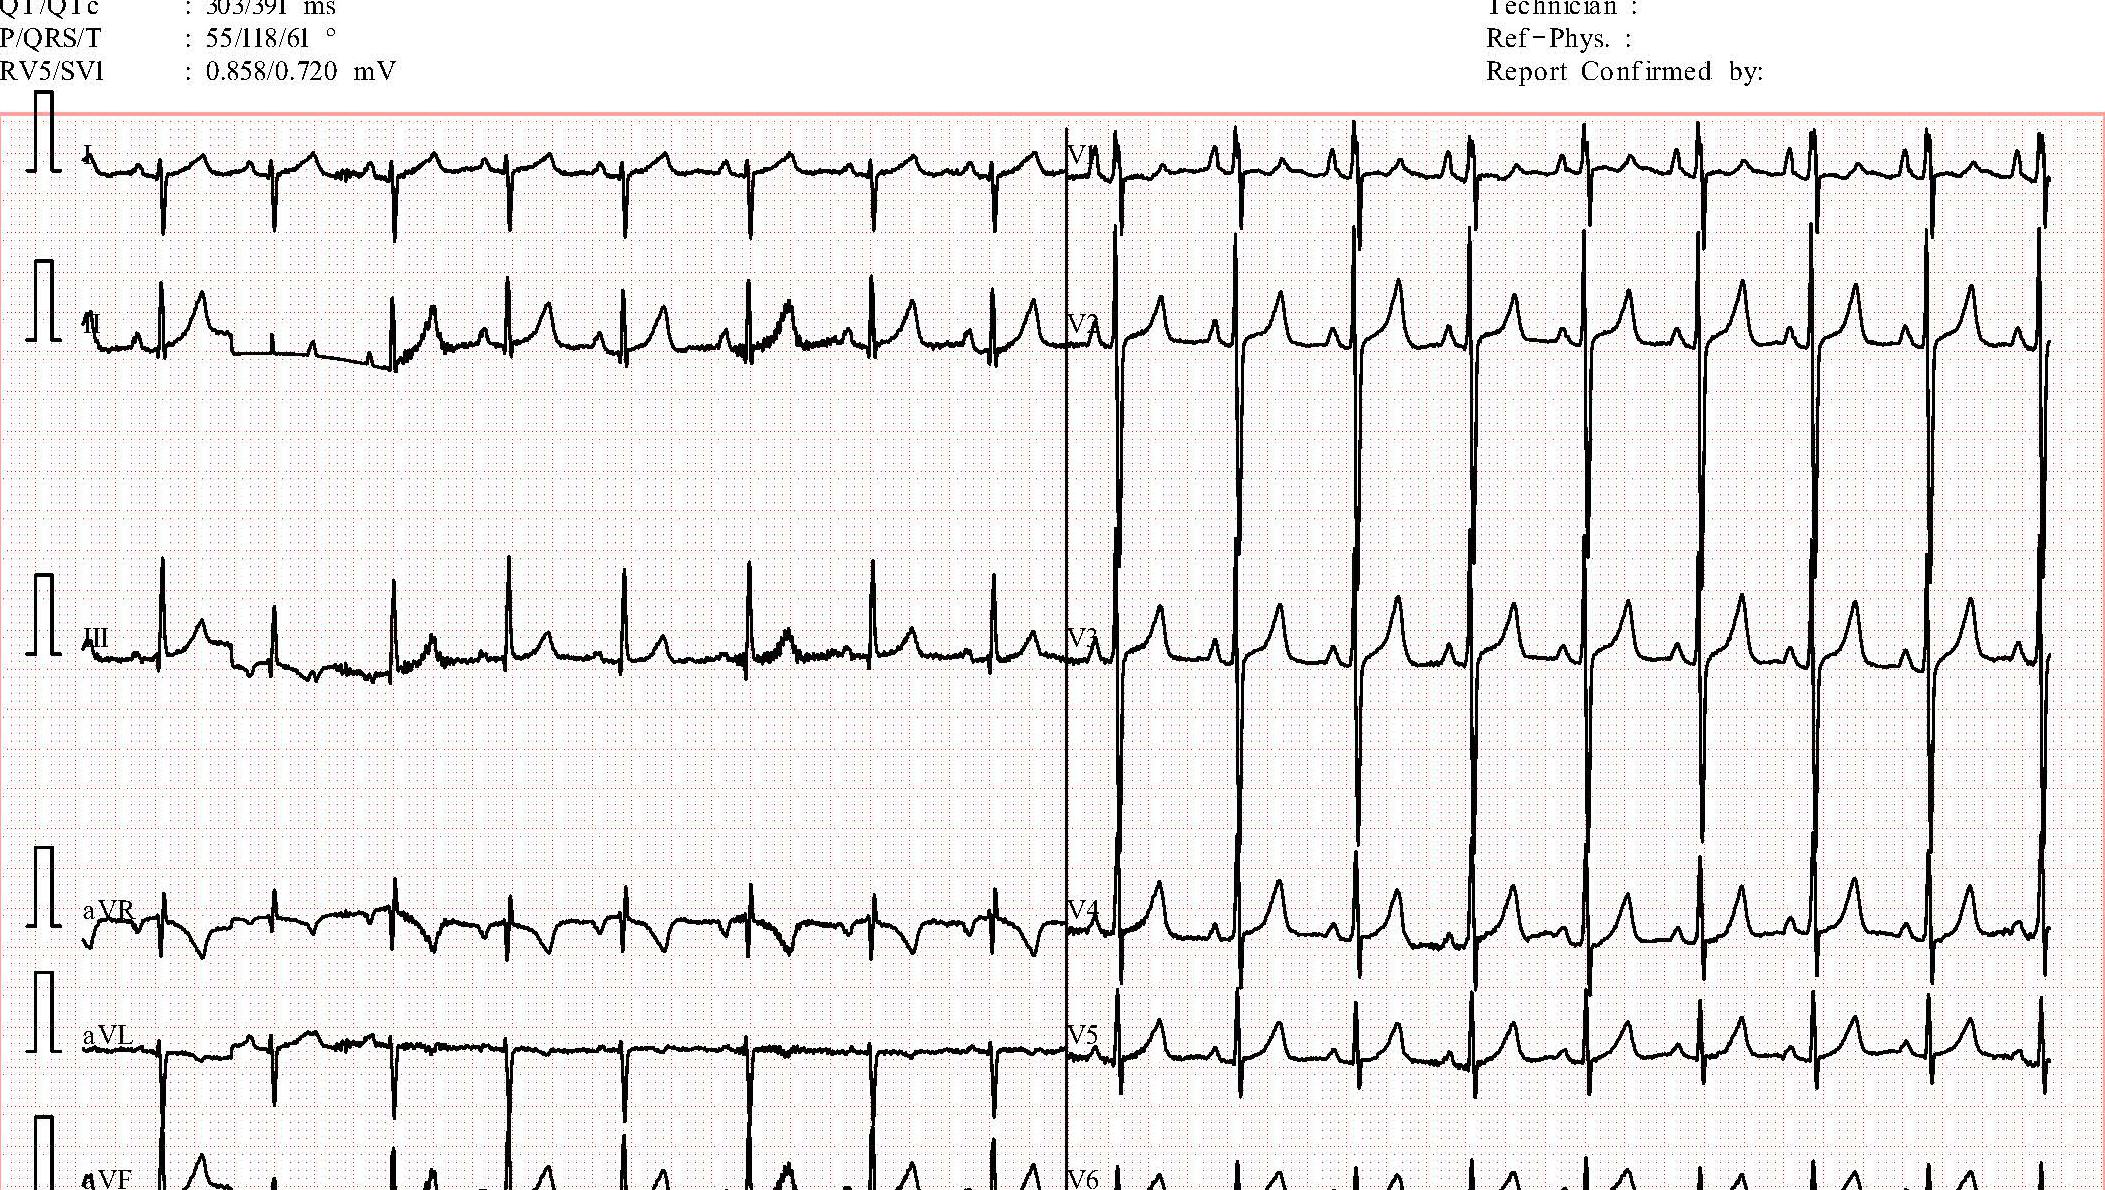 QT/QTc : 303/391 ms
P/QRS/T : 55/118/61 °
RV5/SV1 : 0.858/0.720 mV
Technician :
Ref-Phys. :
Report Confirmed by:
I V1
II V2
III V3
aVR V4
aVL V5
aVF V6